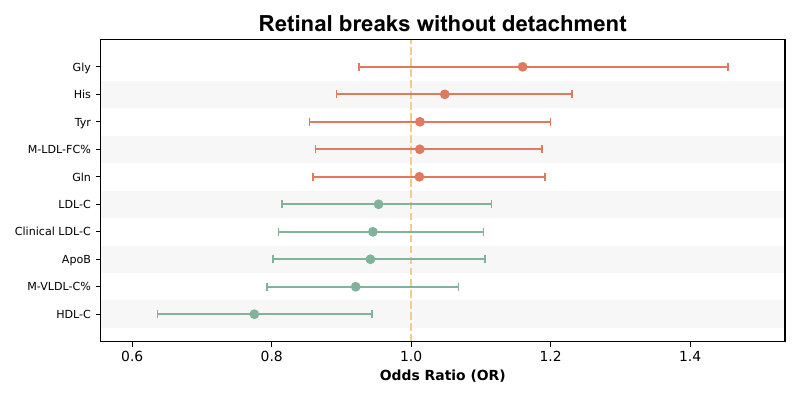 Retinal breaks without detachment
Gly
His
Tyr
M-LDL-FC%
Gln
LDL-C
Clinical LDL-C
ApoB
M-VLDL-C%
HDL-C
0.6 0.8 1.0 1.2 1.4
Odds Ratio (OR)